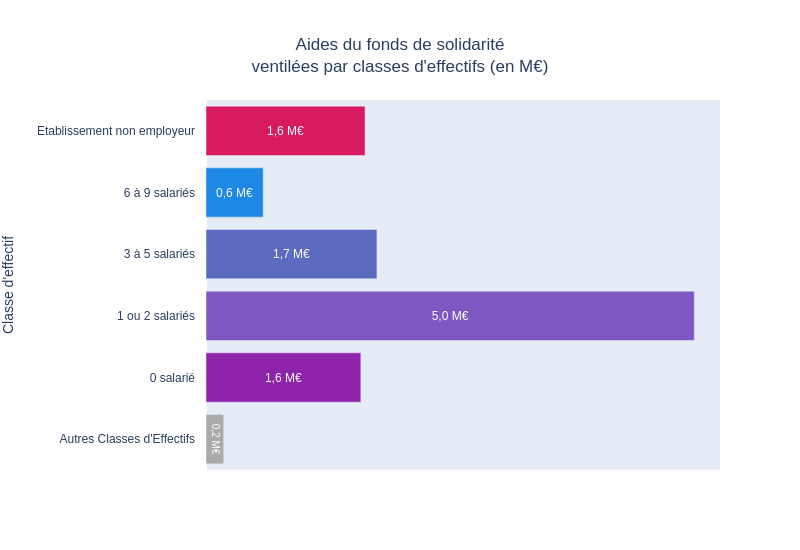 Aides du fonds de solidarité
ventilées par classes d'effectifs (en M€)
Classe d'effectif
Etablissement non employeur
1,6 M€
6 à 9 salariés
0,6 M€
3 à 5 salariés
1,7 M€
1 ou 2 salariés
5,0 M€
0 salarié
1,6 M€
Autres Classes d'Effectifs
0,2 M€